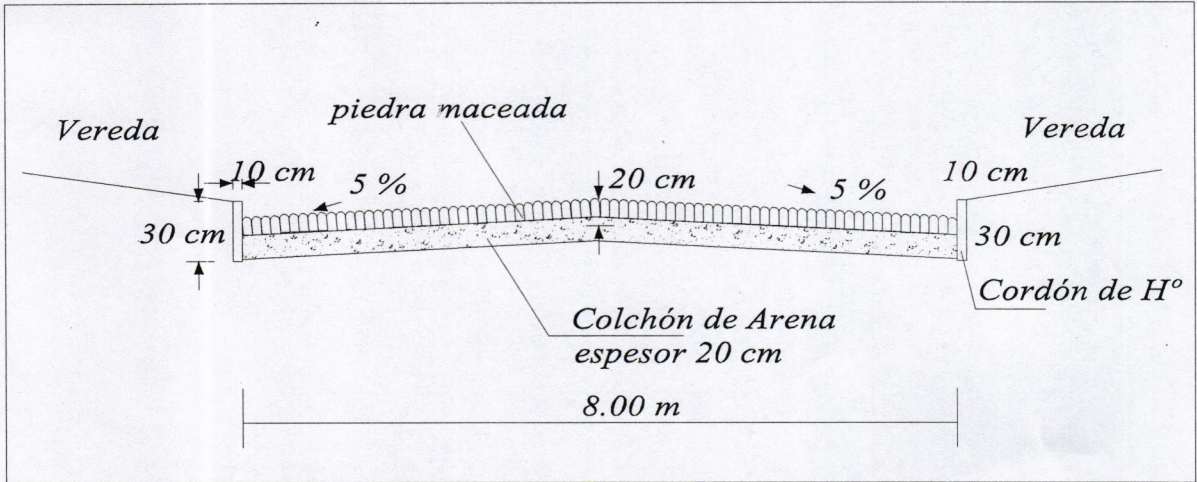 piedra maceada
Vereda
Vereda
10 cm
5 %
20 cm
5 %
10 cm
30 cm
30 cm
Cordón de Hº
Colchón de Arena
espesor 20 cm
8.00 m